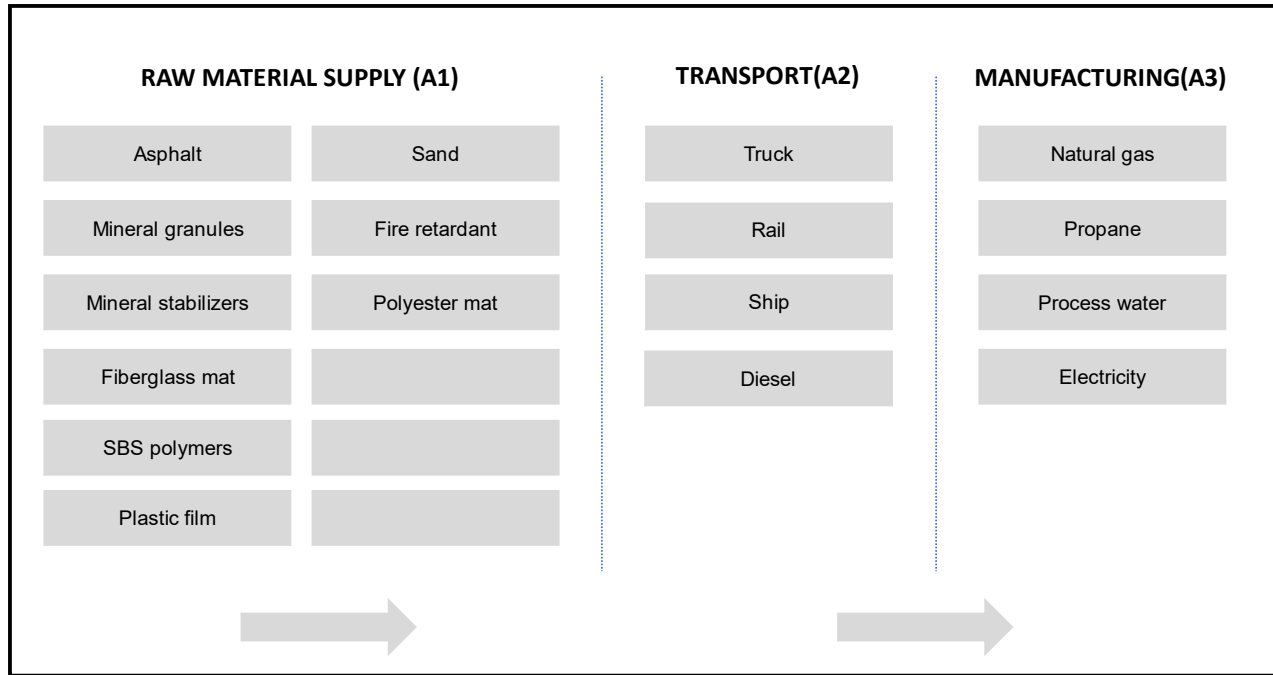 RAW MATERIAL SUPPLY (A1)
Asphalt
Mineral granules
Mineral stabilizers
Fiberglass mat
SBS polymers
Plastic film
Sand
Fire retardant
Polyester mat
TRANSPORT(A2)
Truck
Rail
Ship
Diesel
MANUFACTURING(A3)
Natural gas
Propane
Process water
Electricity